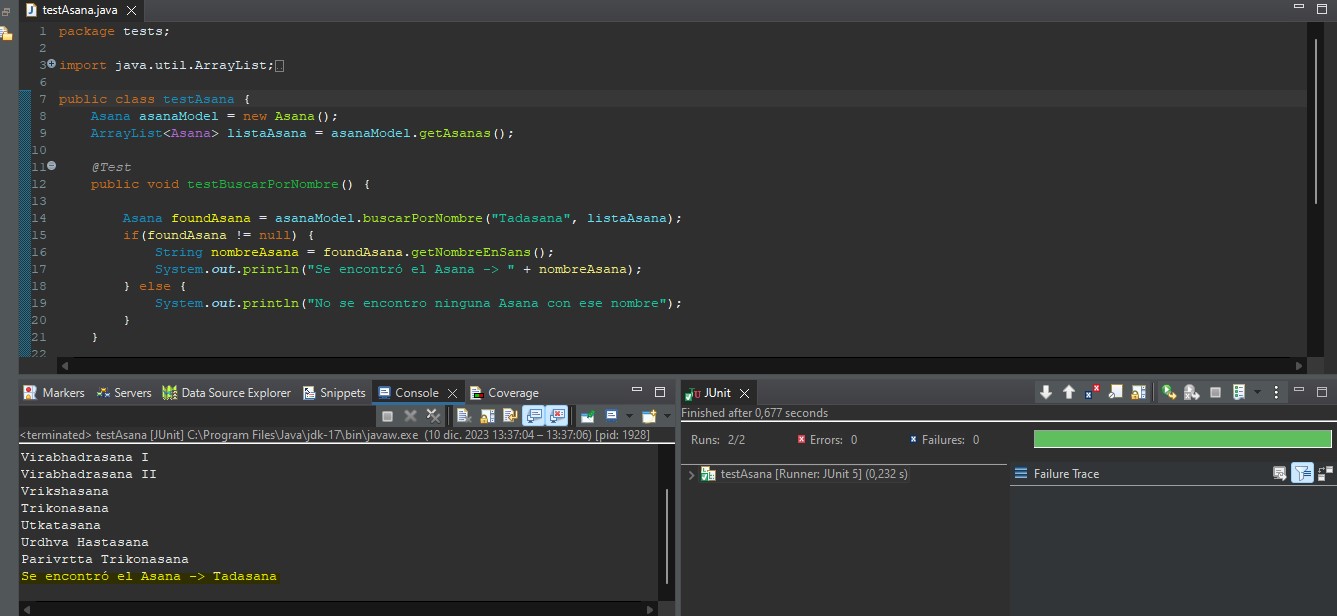 testAsana.java
1 package tests;
2
3 import java.util.ArrayList;
6
7 public class testAsana {
8 Asana asanaModel = new Asana();
9 ArrayList<Asana> listaAsana = asanaModel.getAsanas();
10
11 @Test
12 public void testBuscarPorNombre() {
13
14 Asana foundAsana = asanaModel.buscarPorNombre("Tadasana", listaAsana);
15 if(foundAsana != null) {
16 String nombreAsana = foundAsana.getNombreEnSans();
17 System.out.println("Se encontró el Asana -> " + nombreAsana);
18 } else {
19 System.out.println("No se encontro ninguna Asana con ese nombre");
20 }
21 }
22
Markers Servers Data Source Explorer Snippets Console Coverage
<terminated> testAsana [JUnit] C:\Program Files\Java\jdk-17\bin\javaw.exe (10 dic. 2023 13:37:04 – 13:37:06) [pid: 1928]
Virabhadrasana I
Virabhadrasana II
Vrikshasana
Trikonasana
Utkatasana
Urdhva Hastasana
Parivrtta Trikonasana
Se encontró el Asana -> Tadasana
JUnit
Finished after 0,677 seconds
Runs: 2/2 Errors: 0 Failures: 0
testAsana [Runner: JUnit 5] (0,232 s)
Failure Trace